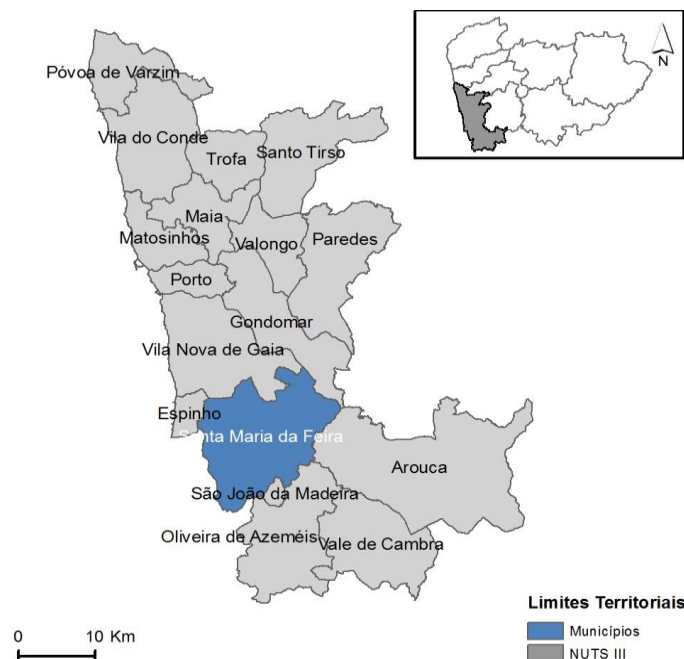 N
Póvoa de Varzim
Vila do Conde
Trofa
Santo Tirso
Maia
Matosinhos
Valongo
Paredes
Porto
Gondomar
Vila Nova de Gaia
Espinho
Santa Maria da Feira
Arouca
São João da Madeira
Oliveira de Azeméis
Vale de Cambra
Limites Territoriais
Municípios
NUTS III
0 10 Km